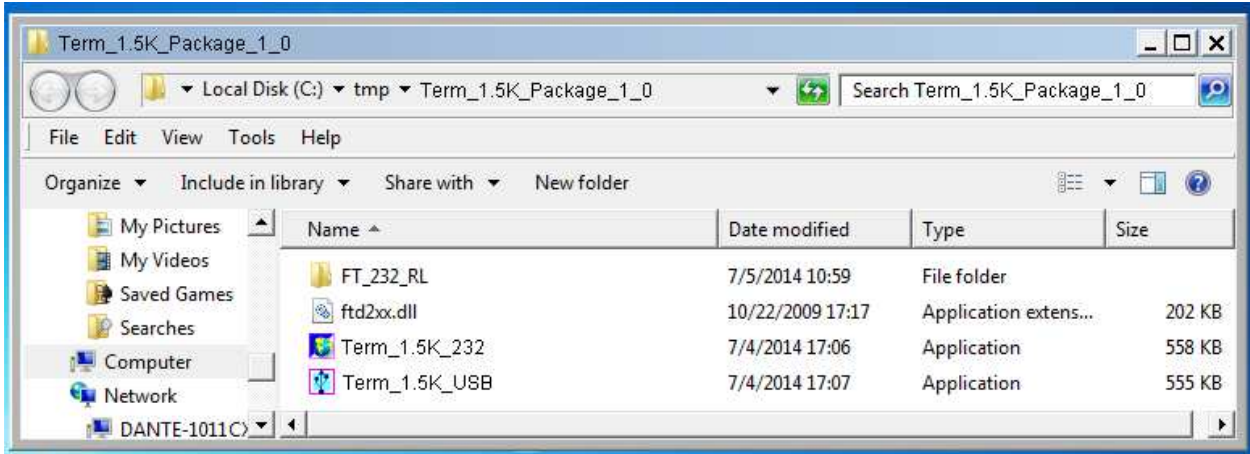 Term_1.5K_Package_1_0
Local Disk (C:) tmp Term_1.5K_Package_1_0 Search Term_1.5K_Package_1_0
File Edit View Tools Help
Organize Include in library Share with New folder
My Pictures Name Date modified Type Size
My Videos FT_232_RL 7/5/2014 10:59 File folder
Saved Games ftd2xx.dll 10/22/2009 17:17 Application extens... 202 KB
Searches Term_1.5K_232 7/4/2014 17:06 Application 558 KB
Computer Term_1.5K_USB 7/4/2014 17:07 Application 555 KB
Network
DANTE-1011C